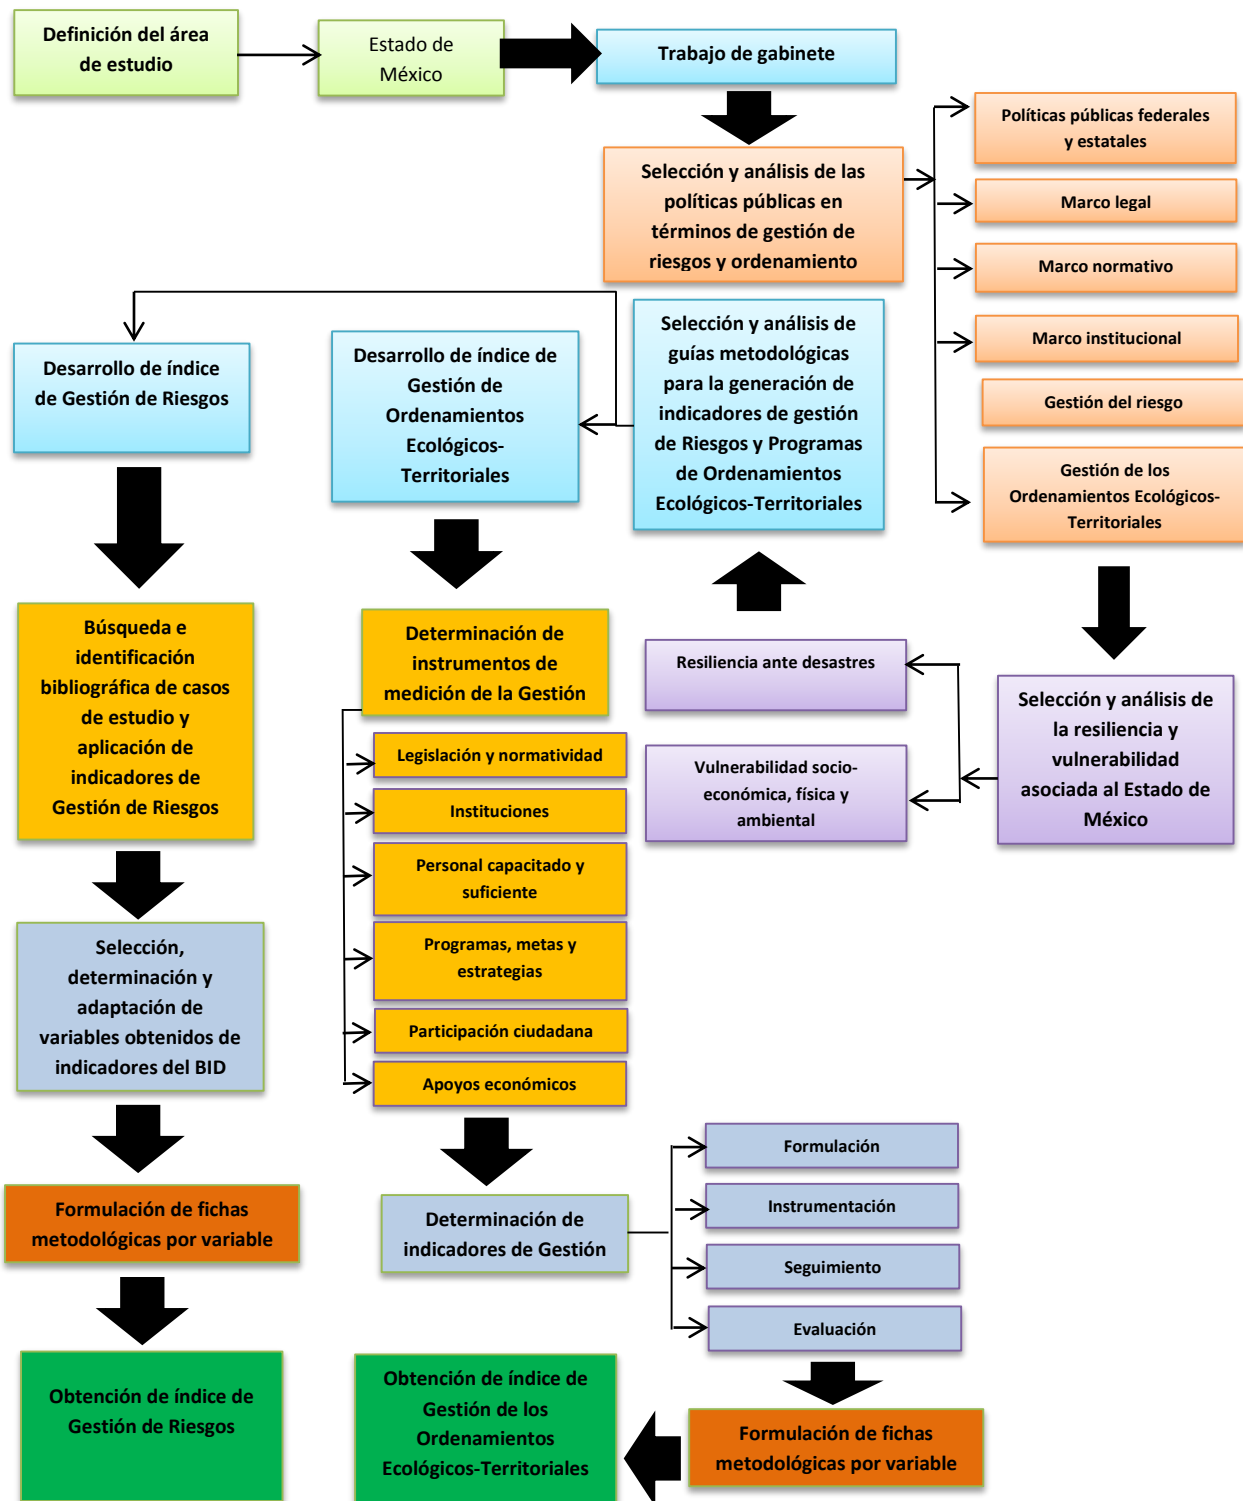 Definición del área
de estudio
Estado de
México
Trabajo de gabinete
Selección y análisis de las
políticas públicas en
términos de gestión de
riesgos y ordenamiento
Políticas públicas federales
y estatales
Marco legal
Marco normativo
Marco institucional
Gestión del riesgo
Gestión de los
Ordenamientos Ecológicos-
Territoriales
Selección y análisis de
la resiliencia y
vulnerabilidad
asociada al Estado de
México
Resiliencia ante desastres
Vulnerabilidad socio-
económica, física y
ambiental
Selección y análisis de
guías metodológicas
para la generación de
indicadores de gestión
de Riesgos y Programas
de Ordenamientos
Ecológicos-Territoriales
Desarrollo de índice
de Gestión de Riesgos
Desarrollo de índice de
Gestión de
Ordenamientos
Ecológicos-
Territoriales
Búsqueda e
identificación
bibliográfica de casos
de estudio y
aplicación de
indicadores de
Gestión de Riesgos
Selección,
determinación y
adaptación de
variables obtenidos de
indicadores del BID
Formulación de fichas
metodológicas por variable
Obtención de índice de
Gestión de Riesgos
Determinación de
instrumentos de
medición de la Gestión
Legislación y normatividad
Instituciones
Personal capacitado y
suficiente
Programas, metas y
estrategias
Participación ciudadana
Apoyos económicos
Determinación de
indicadores de Gestión
Formulación
Instrumentación
Seguimiento
Evaluación
Formulación de fichas
metodológicas por variable
Obtención de índice de
Gestión de los
Ordenamientos
Ecológicos-Territoriales